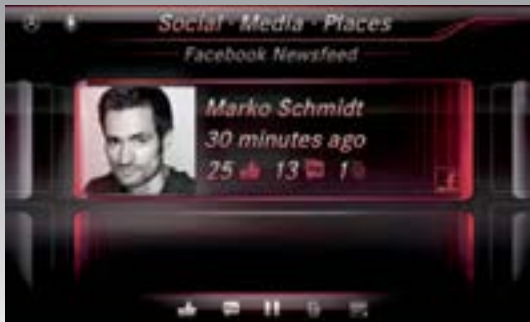 Social · Media · Places
Facebook Newsfeed
Marko Schmidt
30 minutes ago
25 13 1
f